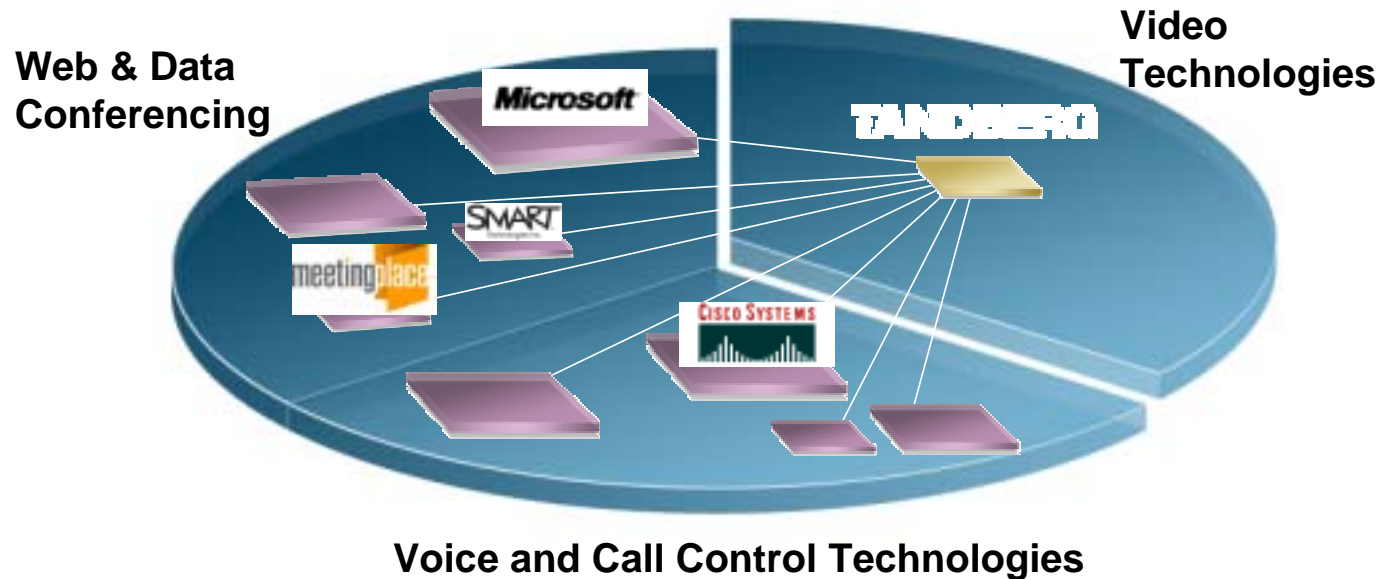 Video
Technologies
Web & Data
Conferencing
Microsoft
TANDBERG
SMART
meetingplace
CISCO SYSTEMS
Voice and Call Control Technologies